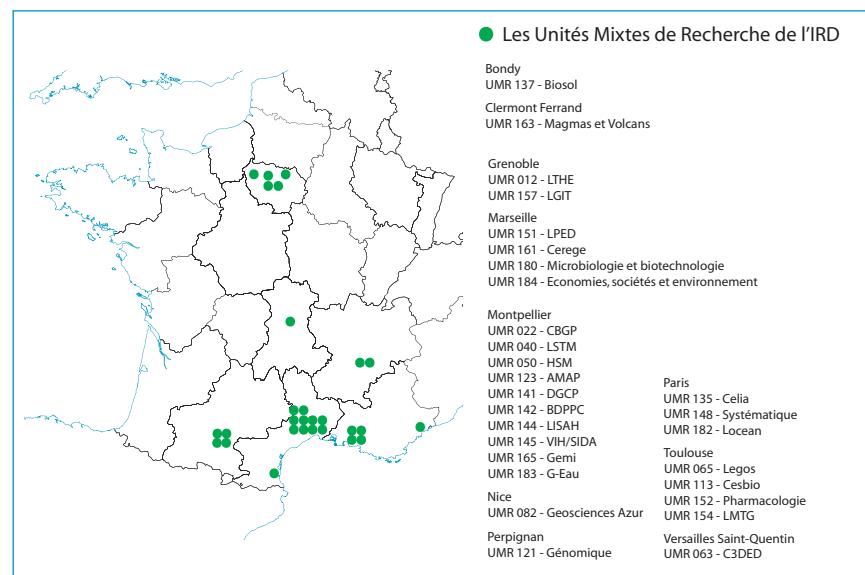 Les Unités Mixtes de Recherche de l'IRD
Bondy
UMR 137 - Biosol
Clermont Ferrand
UMR 163 - Magmas et Volcans
Grenoble
UMR 012 - LTHE
UMR 157 - LGIT
Marseille
UMR 151 - LPED
UMR 161 - Cerege
UMR 180 - Microbiologie et biotechnologie
UMR 184 - Economies, sociétés et environnement
Montpellier
UMR 022 - CBGP
UMR 040 - LSTM
UMR 050 - HSM
UMR 123 - AMAP
UMR 141 - DGCP
UMR 142 - BDPPC
UMR 144 - LISAH
UMR 145 - VIH/SIDA
UMR 165 - Gemi
UMR 183 - G-Eau
Nice
UMR 082 - Geosciences Azur
Perpignan
UMR 121 - Génomique
Paris
UMR 135 - Celia
UMR 148 - Systématique
UMR 182 - Locean
Toulouse
UMR 065 - Legos
UMR 113 - Cesbio
UMR 152 - Pharmacologie
UMR 154 - LMTG
Versailles Saint-Quentin
UMR 063 - C3DED